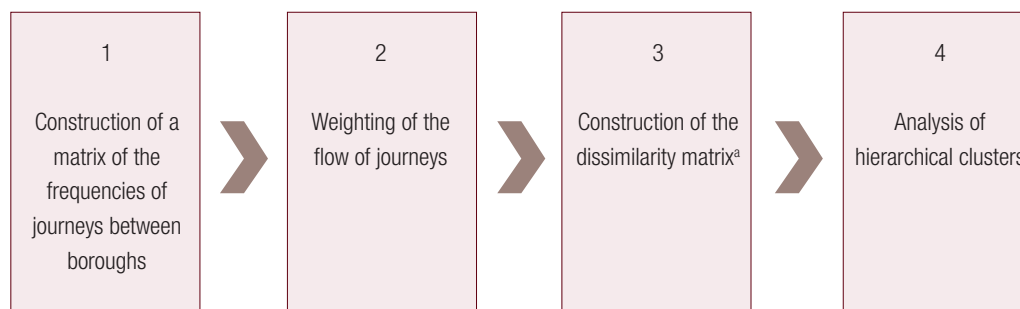 1
Construction of a
matrix of the
frequencies of
journeys between
boroughs
2
Weighting of the
flow of journeys
3
Construction of the
dissimilarity matrixᵃ
4
Analysis of
hierarchical clusters